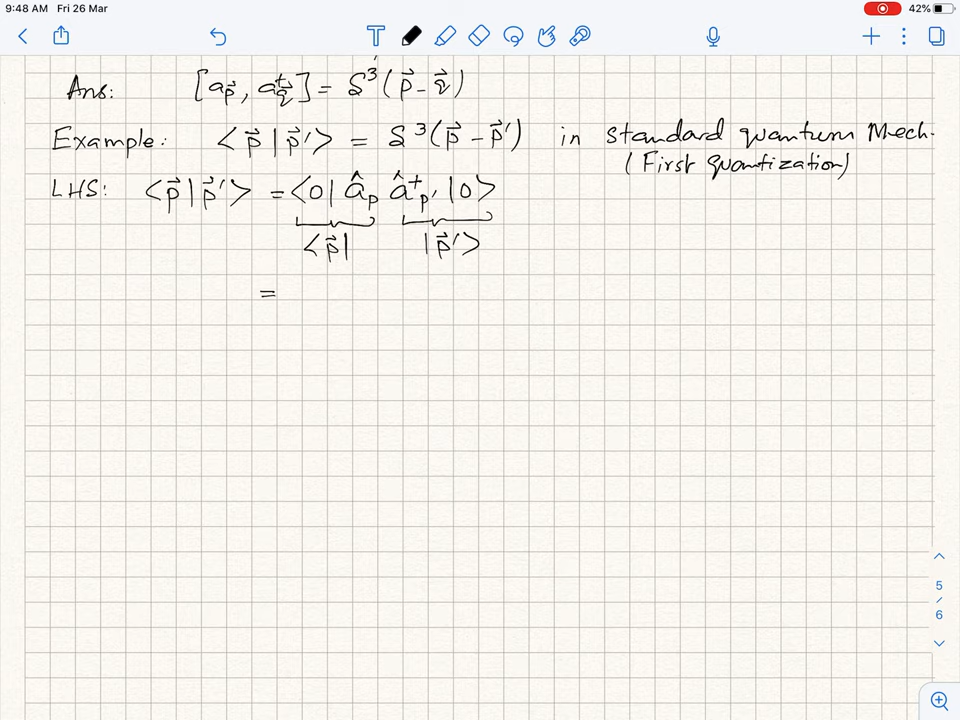 9:48 AM Fri 26 Mar 42%
T
Ans: [a_p⃗, a†_q⃗] = δ³(p⃗ - q⃗)
Example: <p⃗|p⃗'> = δ³(p⃗ - p⃗') in standard quantum Mech.
(First quantization)
LHS: <p⃗|p⃗'> = <0| â_p â†_p' |0>
<p⃗| |p⃗'>
=
5
/
6